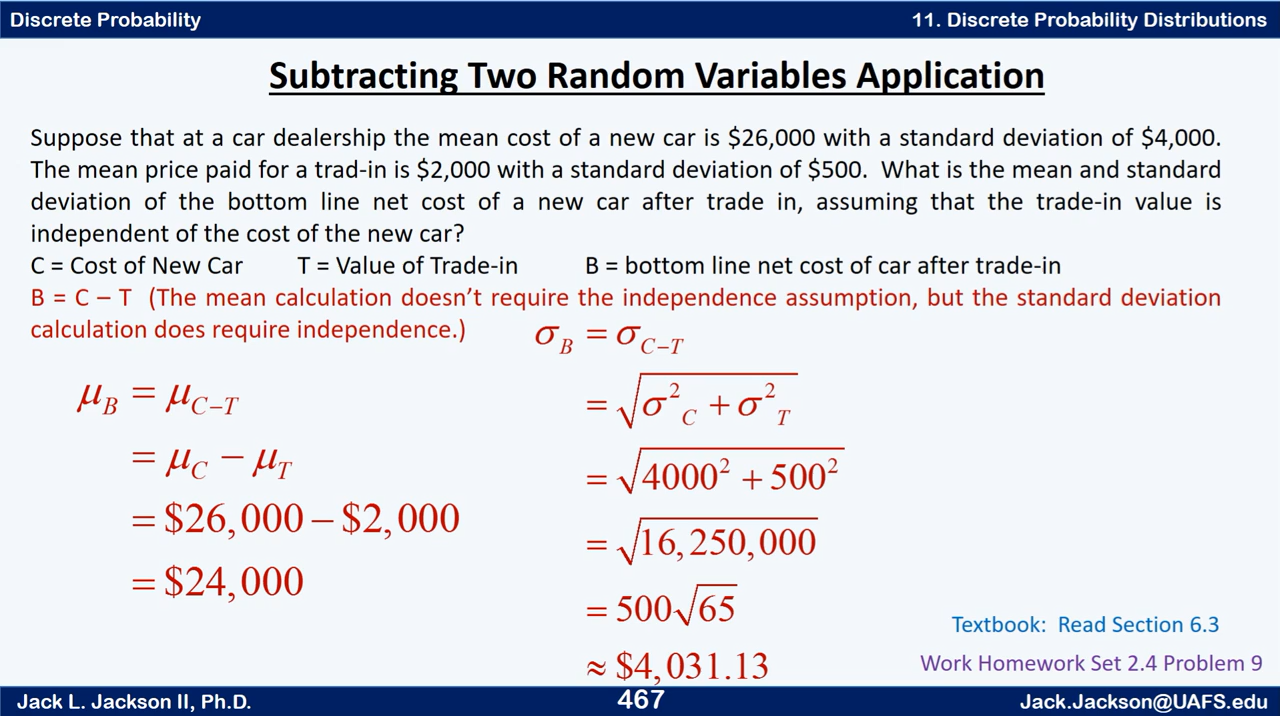 Discrete Probability
11. Discrete Probability Distributions
Subtracting Two Random Variables Application
Suppose that at a car dealership the mean cost of a new car is $26,000 with a standard deviation of $4,000.
The mean price paid for a trad-in is $2,000 with a standard deviation of $500. What is the mean and standard
deviation of the bottom line net cost of a new car after trade in, assuming that the trade-in value is
independent of the cost of the new car?
C = Cost of New Car T = Value of Trade-in B = bottom line net cost of car after trade-in
B = C – T (The mean calculation doesn't require the independence assumption, but the standard deviation
calculation does require independence.)
μ_B = μ_{C−T}
= μ_C − μ_T
= $26,000 − $2,000
= $24,000
σ_B = σ_{C−T}
= √(σ²_C + σ²_T)
= √(4000² + 500²)
= √16,250,000
= 500√65
≈ $4,031.13
Textbook: Read Section 6.3
Work Homework Set 2.4 Problem 9
Jack L. Jackson II, Ph.D.
467
Jack.Jackson@UAFS.edu